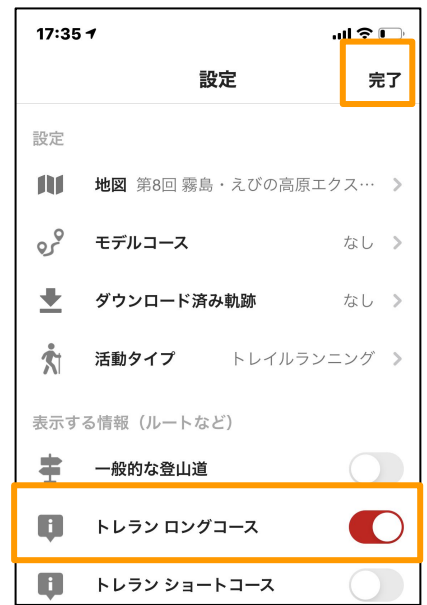 17:35
設定 完了
設定
地図 第8回 霧島・えびの高原エクス…
モデルコース なし
ダウンロード済み軌跡 なし
活動タイプ トレイルランニング
表示する情報（ルートなど）
一般的な登山道
トレラン ロングコース
トレラン ショートコース